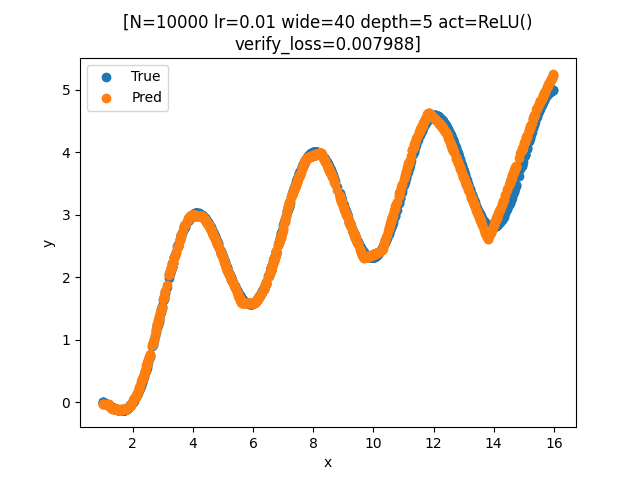 [N=10000 lr=0.01 wide=40 depth=5 act=ReLU()
verify_loss=0.007988]
True
Pred
5
4
3
2
1
0
y
2 4 6 8 10 12 14 16
x